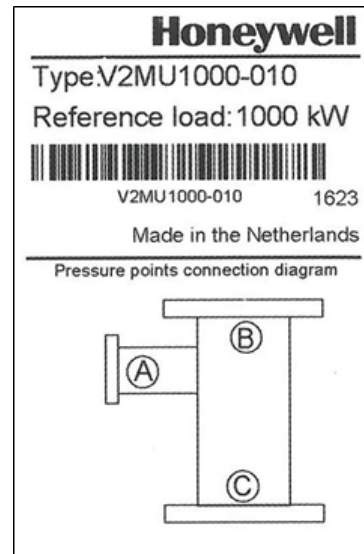 Honeywell
Type:V2MU1000-010
Reference load: 1000 kW
V2MU1000-010 1623
Made in the Netherlands
Pressure points connection diagram
B
A
C